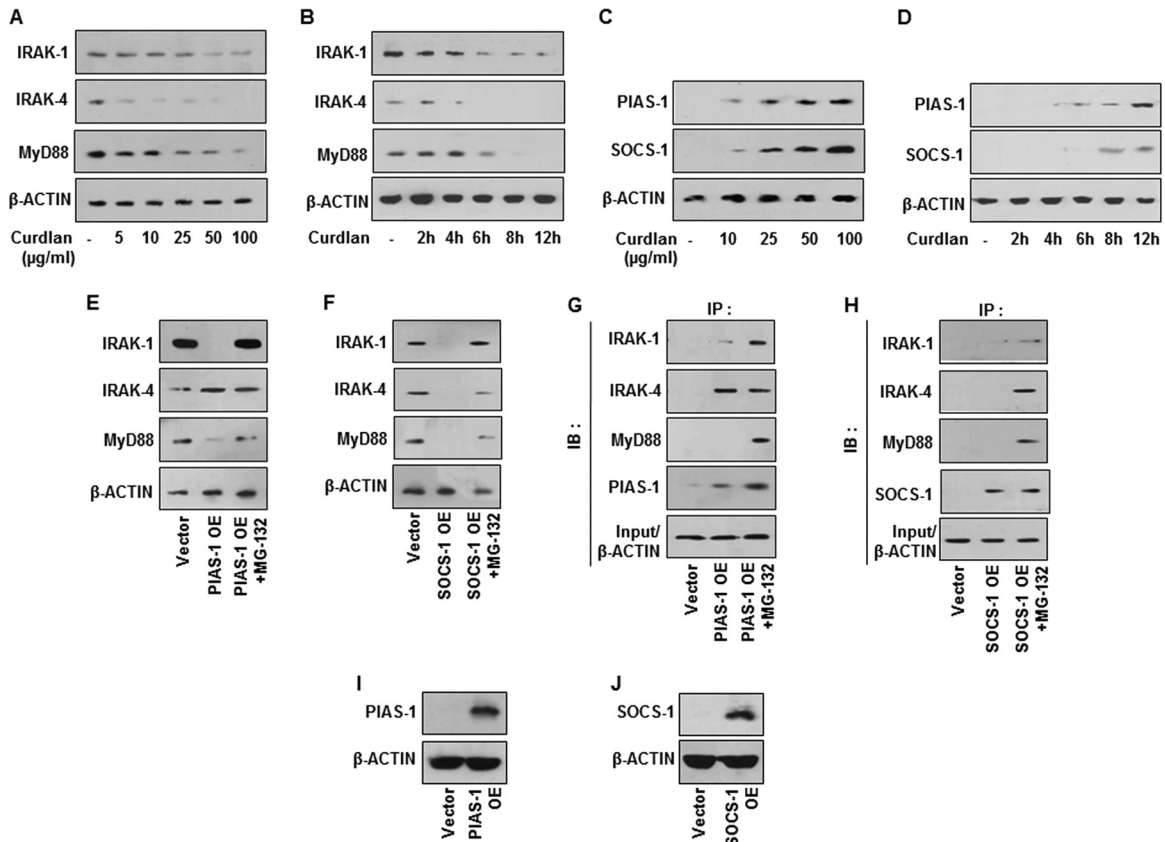 A
IRAK-1
IRAK-4
MyD88
β-ACTIN
Curdlan - 5 10 25 50 100
(µg/ml)
B
IRAK-1
IRAK-4
MyD88
β-ACTIN
Curdlan - 2h 4h 6h 8h 12h
C
PIAS-1
SOCS-1
β-ACTIN
Curdlan - 10 25 50 100
(µg/ml)
D
PIAS-1
SOCS-1
β-ACTIN
Curdlan - 2h 4h 6h 8h 12h
E
IRAK-1
IRAK-4
MyD88
β-ACTIN
Vector
PIAS-1 OE
PIAS-1 OE
+MG-132
F
IRAK-1
IRAK-4
MyD88
β-ACTIN
Vector
SOCS-1 OE
SOCS-1 OE
+MG-132
G
IP :
IB :
IRAK-1
IRAK-4
MyD88
PIAS-1
Input/
β-ACTIN
Vector
PIAS-1 OE
PIAS-1 OE
+MG-132
H
IP :
IB :
IRAK-1
IRAK-4
MyD88
SOCS-1
Input/
β-ACTIN
Vector
SOCS-1 OE
SOCS-1 OE
+MG-132
I
PIAS-1
β-ACTIN
Vector
PIAS-1
OE
J
SOCS-1
β-ACTIN
Vector
SOCS-1
OE